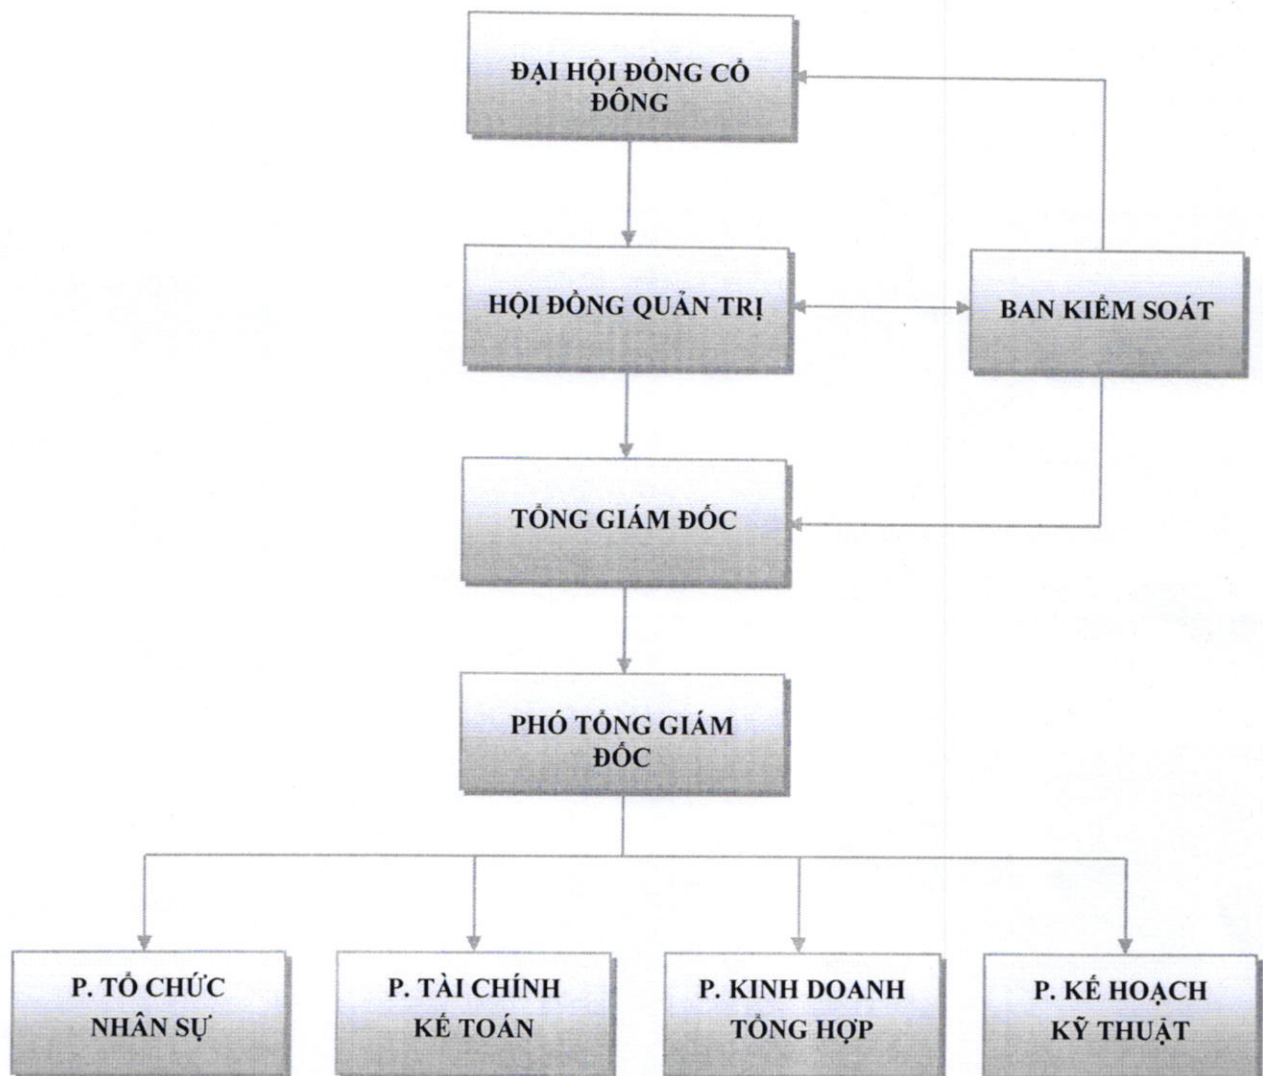 ĐẠI HỘI ĐỒNG CỔ
ĐÔNG
HỘI ĐỒNG QUẢN TRỊ
BAN KIỂM SOÁT
TỔNG GIÁM ĐỐC
PHÓ TỔNG GIÁM
ĐỐC
P. TỔ CHỨC
NHÂN SỰ
P. TÀI CHÍNH
KẾ TOÁN
P. KINH DOANH
TỔNG HỢP
P. KẾ HOẠCH
KỸ THUẬT